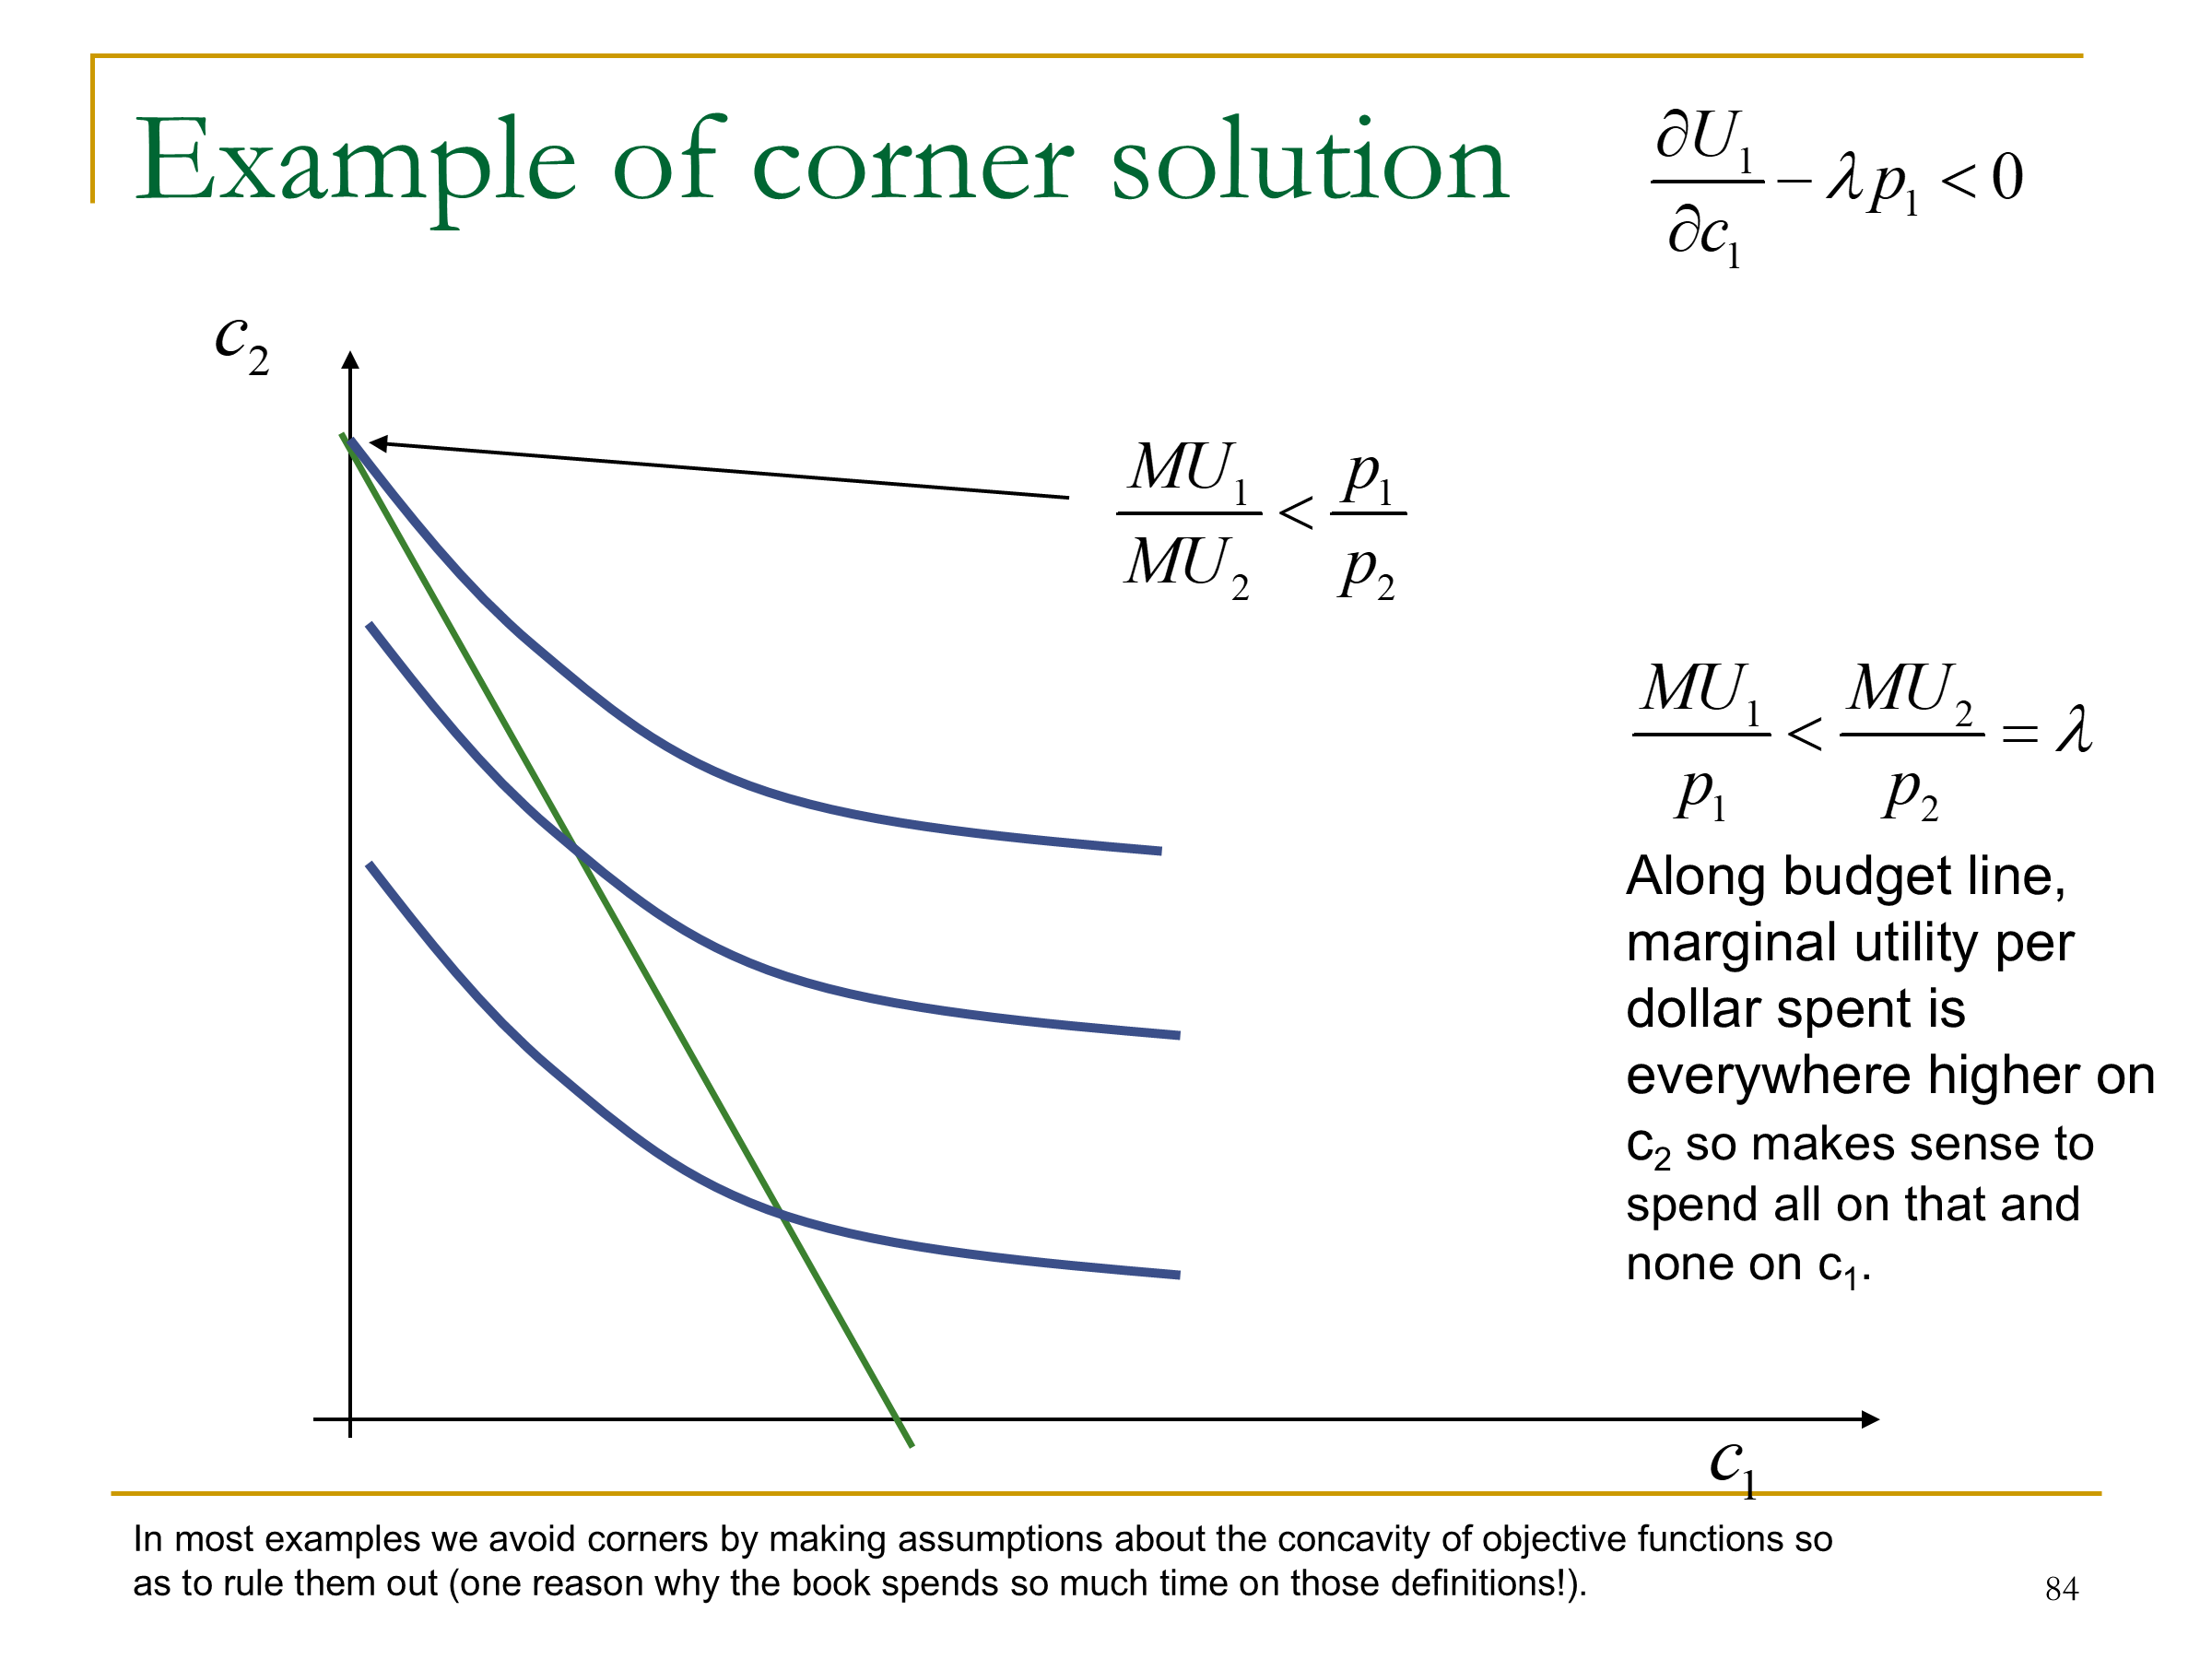 Example of corner solution
∂U₁/∂c₁ − λp₁ < 0
c₂
MU₁/MU₂ < p₁/p₂
MU₁/p₁ < MU₂/p₂ = λ
Along budget line,
marginal utility per
dollar spent is
everywhere higher on
c₂ so makes sense to
spend all on that and
none on c₁.
c₁
In most examples we avoid corners by making assumptions about the concavity of objective functions so
as to rule them out (one reason why the book spends so much time on those definitions!).
84